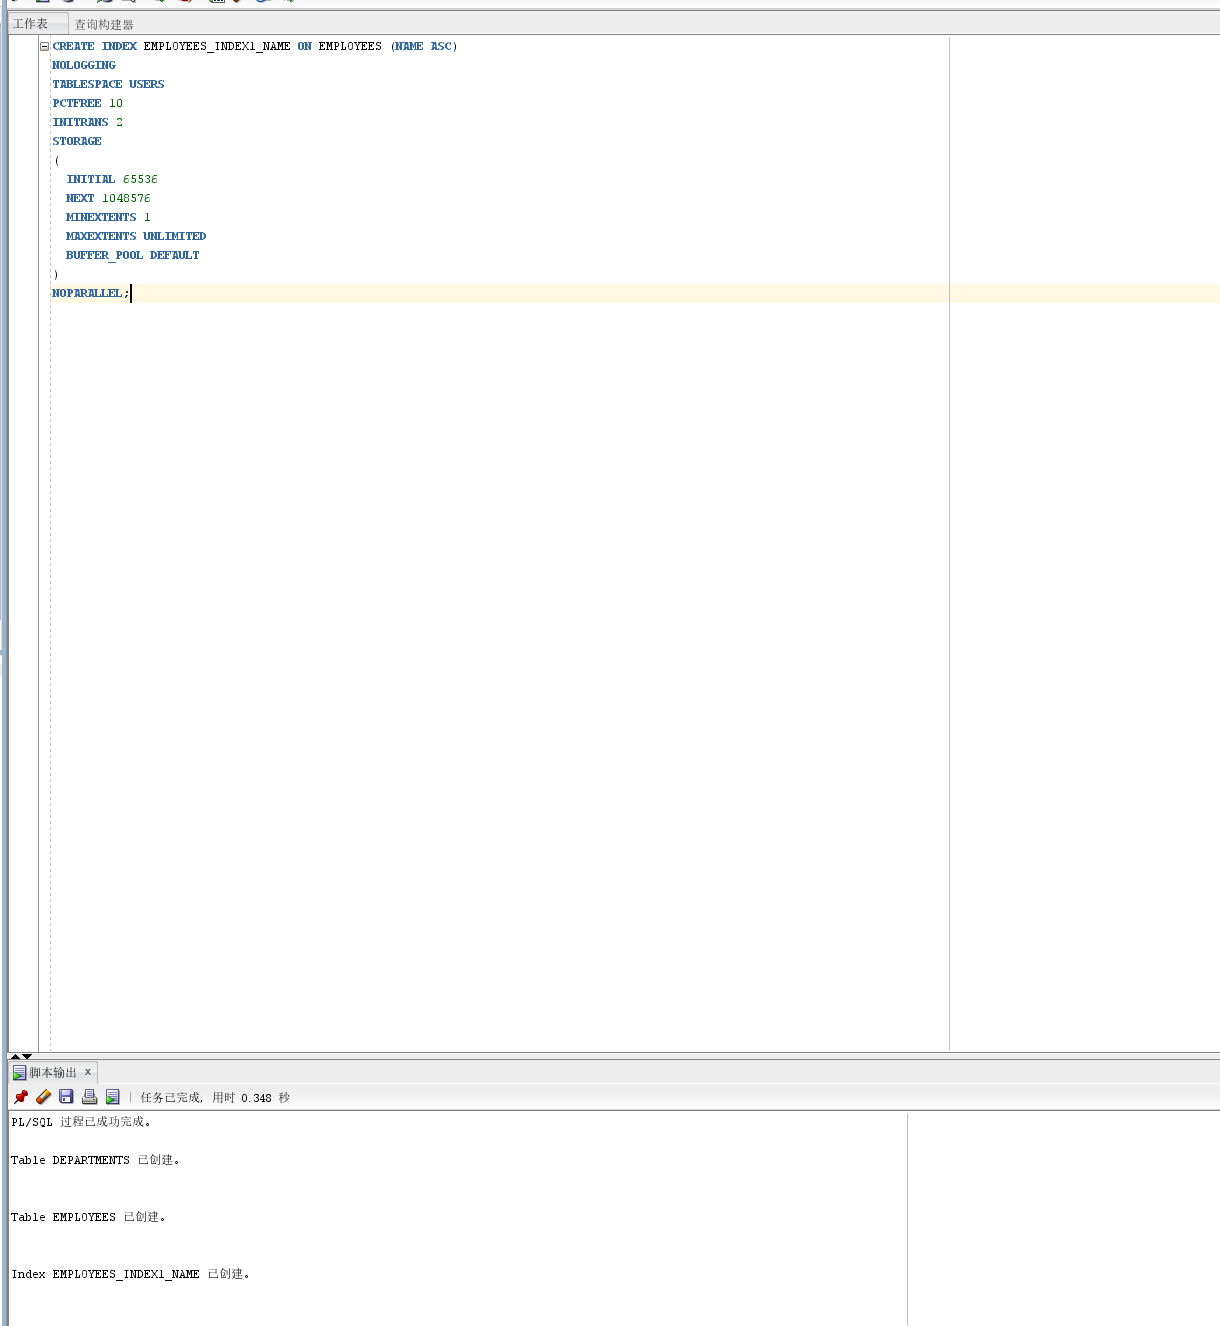 工作表 查询构建器
CREATE INDEX EMPLOYEES_INDEX1_NAME ON EMPLOYEES (NAME ASC)
NOLOGGING
TABLESPACE USERS
PCTFREE 10
INITRANS 2
STORAGE
(
  INITIAL 65536
  NEXT 1048576
  MINEXTENTS 1
  MAXEXTENTS UNLIMITED
  BUFFER_POOL DEFAULT
)
NOPARALLEL;
脚本输出 x
任务已完成, 用时 0.348 秒
PL/SQL 过程已成功完成。
Table DEPARTMENTS 已创建。
Table EMPLOYEES 已创建。
Index EMPLOYEES_INDEX1_NAME 已创建。